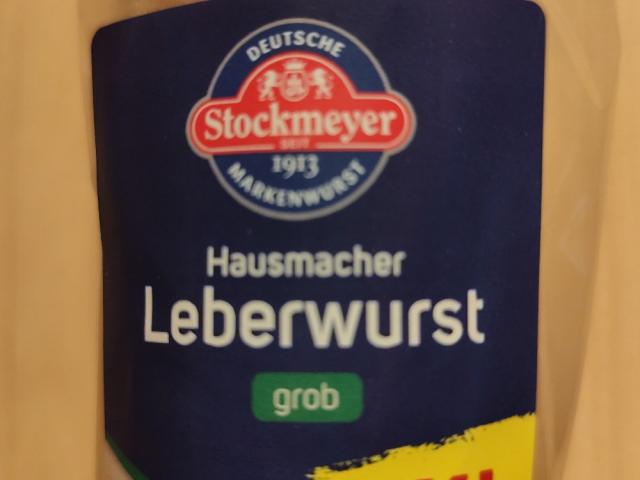 DEUTSCHE
Stockmeyer
SEIT
1913
MARKENWURST
Hausmacher
Leberwurst
grob